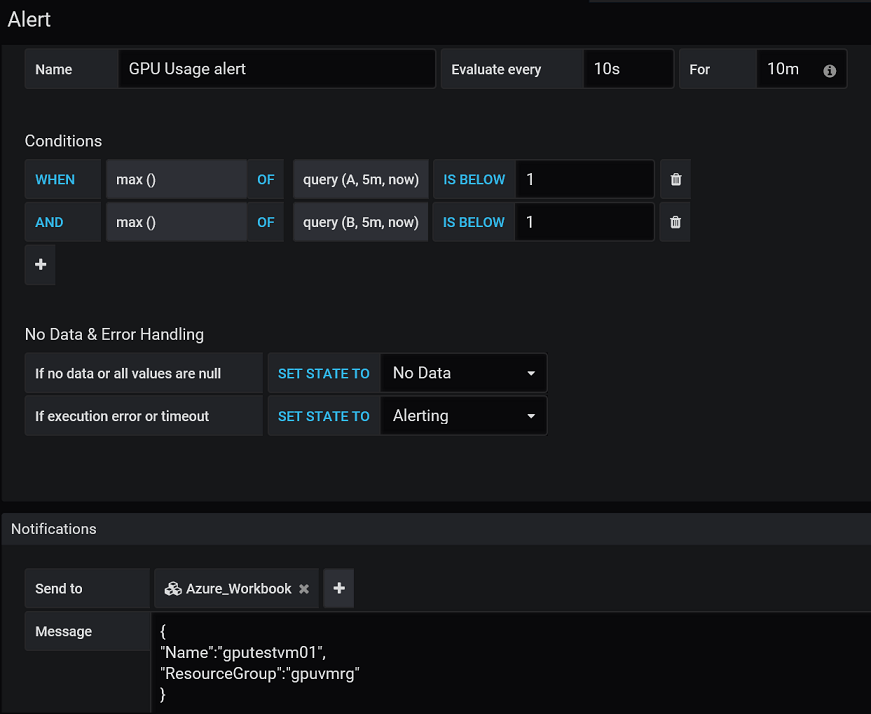 Alert
Name GPU Usage alert Evaluate every 10s For 10m
Conditions
WHEN max () OF query (A, 5m, now) IS BELOW 1
AND max () OF query (B, 5m, now) IS BELOW 1
No Data & Error Handling
If no data or all values are null SET STATE TO No Data
If execution error or timeout SET STATE TO Alerting
Notifications
Send to Azure_Workbook
Message {
"Name":"gputestvm01",
"ResourceGroup":"gpuvmrg"
}